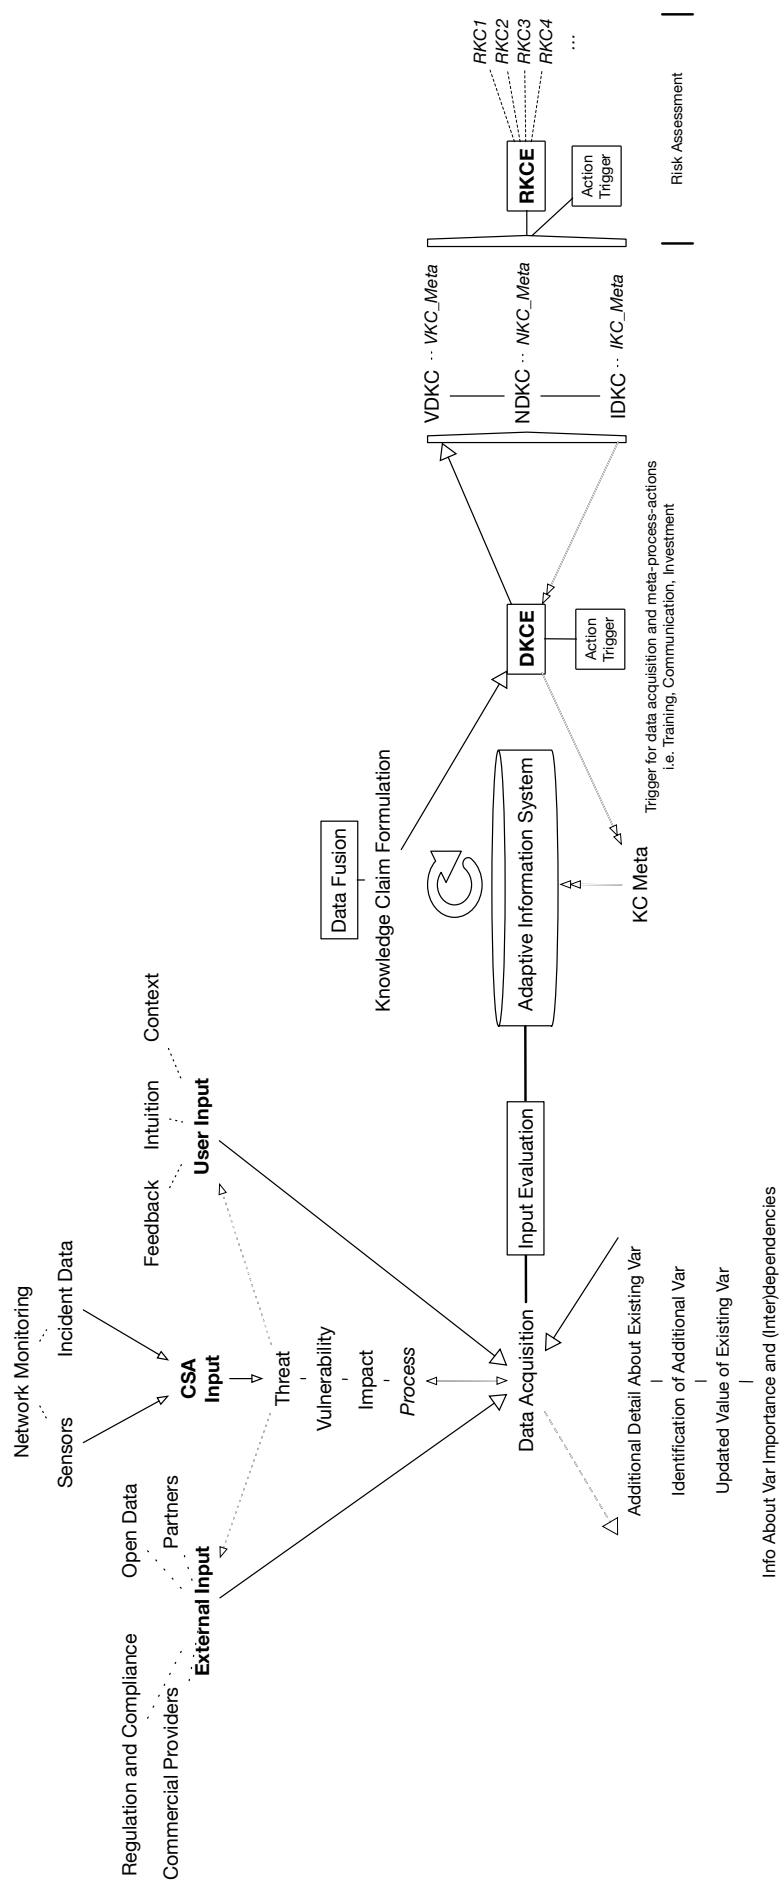 Network Monitoring
Sensors
Incident Data
Regulation and Compliance
Open Data
Commercial Providers
Partners
Feedback
Intuition
Context
External Input
CSA
Input
User Input
Threat
Vulnerability
Impact
Process
Data Acquisition
Input Evaluation
Adaptive Information System
Additional Detail About Existing Var
Identification of Additional Var
Updated Value of Existing Var
Info About Var Importance and (Inter)dependencies
Data Fusion
Knowledge Claim Formulation
KC Meta
DKCE
Action
Trigger
Trigger for data acquisition and meta-process-actions
i.e. Training, Communication, Investment
VDKC ·· VKC_Meta
NDKC ·· NKC_Meta
IDKC ·· IKC_Meta
RKCE
Action
Trigger
RKC1
RKC2
RKC3
RKC4
...
Risk Assessment